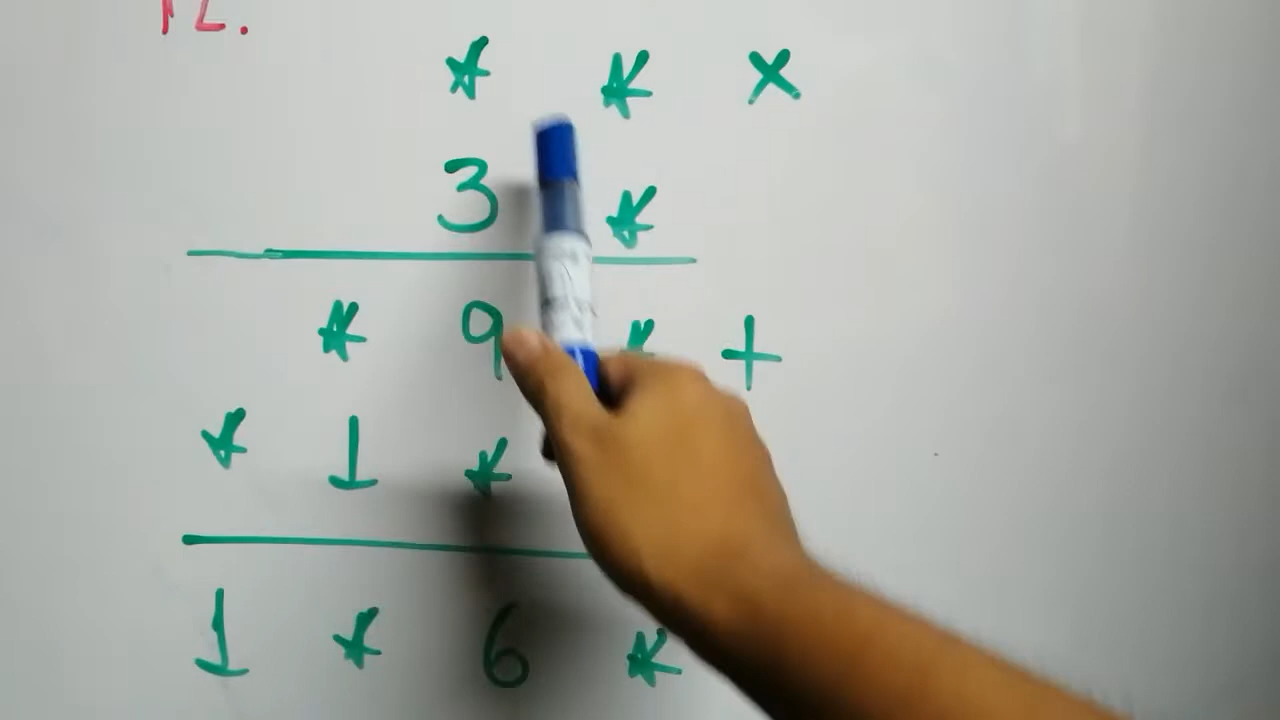 12.
* * ×
3 *
* 9 * +
* 1 *
1 * 6 *